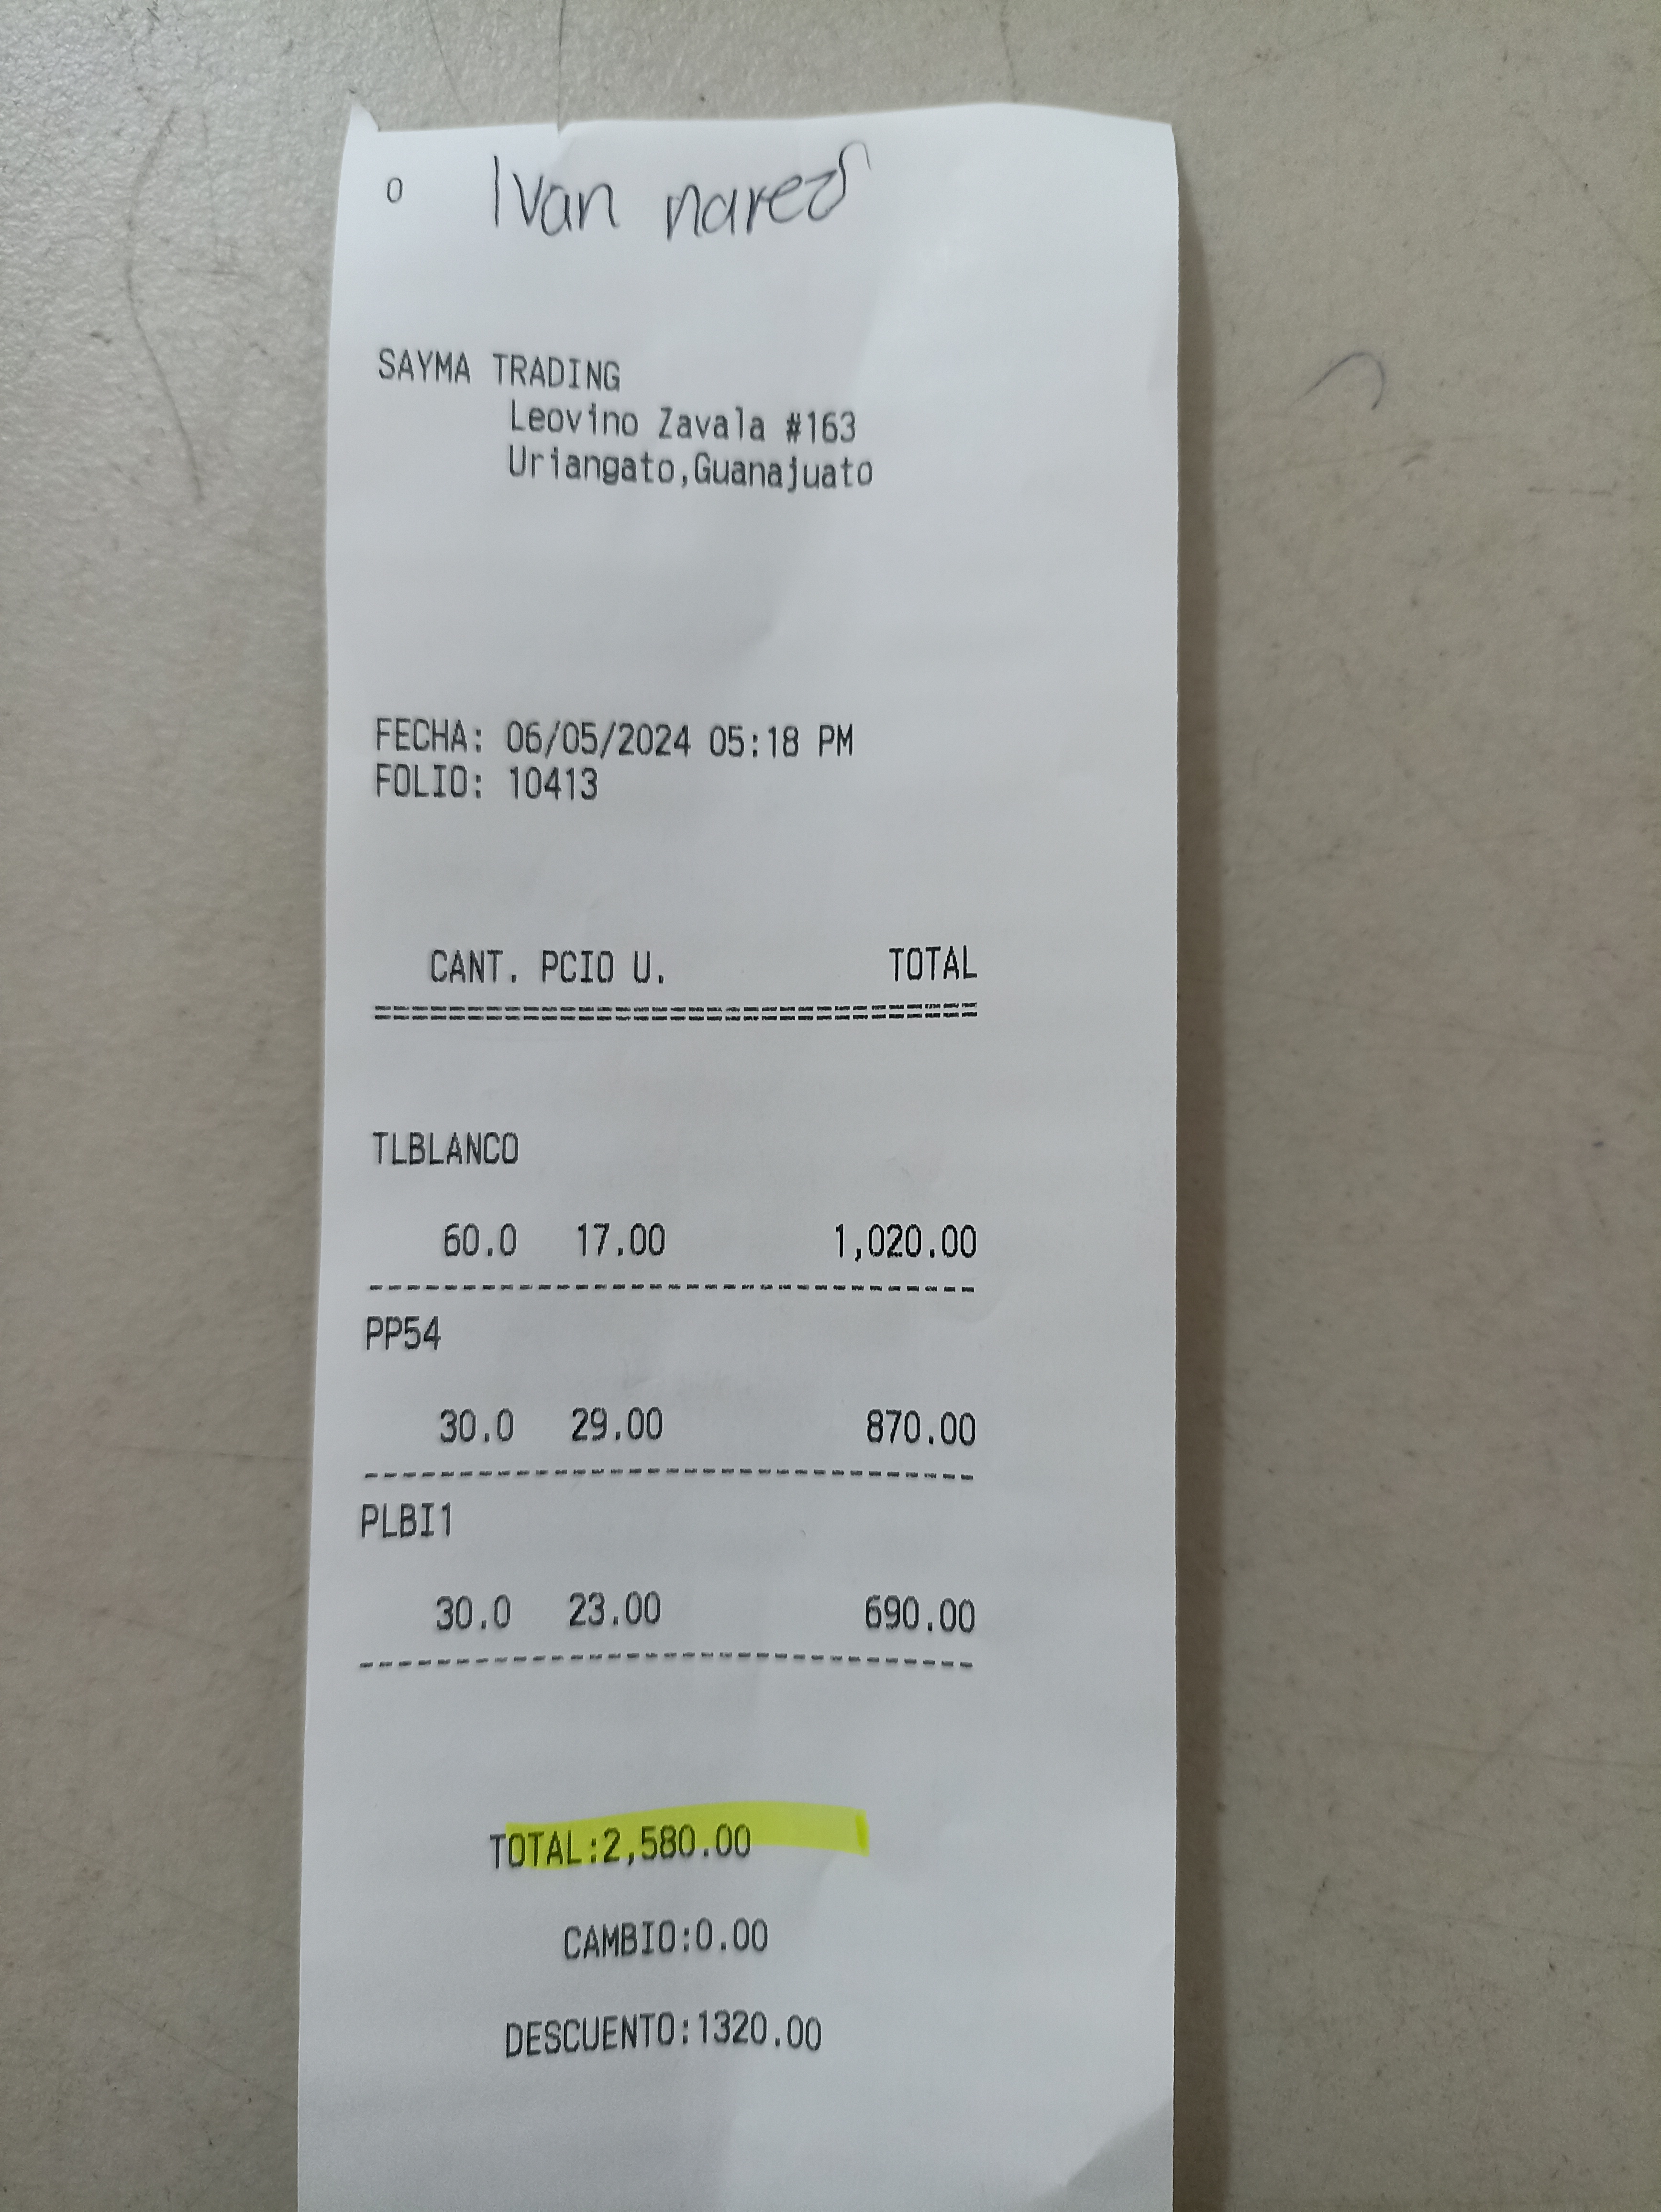 0 Ivan nares
SAYMA TRADING
Leovino Zavala #163
Uriangato,Guanajuato
FECHA: 06/05/2024 05:18 PM
FOLIO: 10413
CANT. PCIO U. TOTAL
=================================
TLBLANCO
60.0 17.00 1,020.00
---------------------------------
PP54
30.0 29.00 870.00
---------------------------------
PLBI1
30.0 23.00 690.00
---------------------------------
TOTAL:2,580.00
CAMBIO:0.00
DESCUENTO:1320.00